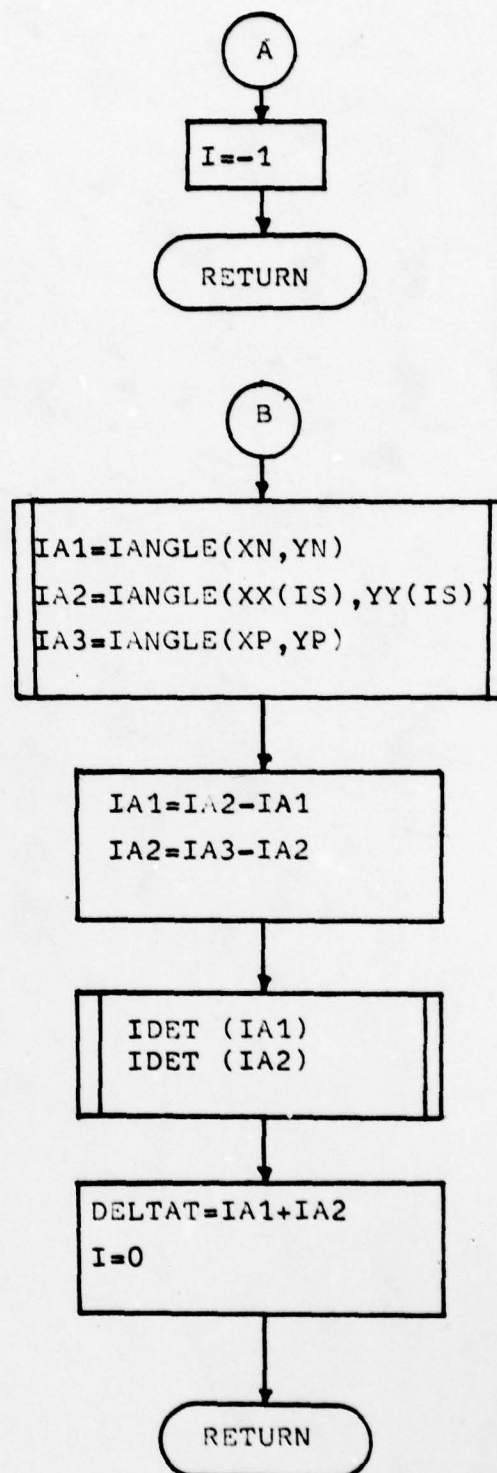 A
I=-1
RETURN
B
IA1=IANGLE(XN,YN)
IA2=IANGLE(XX(IS),YY(IS))
IA3=IANGLE(XP,YP)
IA1=IA2-IA1
IA2=IA3-IA2
IDET (IA1)
IDET (IA2)
DELTAT=IA1+IA2
I=0
RETURN